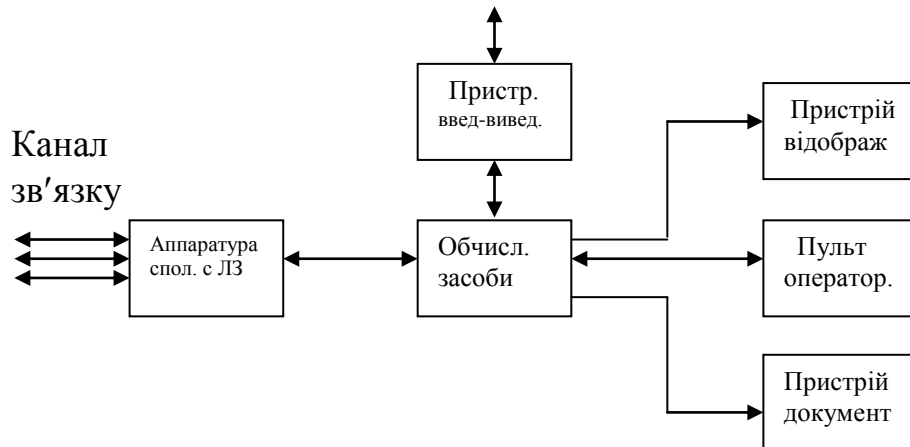 Пристр.
введ-вивед.
Пристрій
відображ
Канал
зв′язку
Аппаратура
спол. с ЛЗ
Обчисл.
засоби
Пульт
оператор.
Пристрій
документ